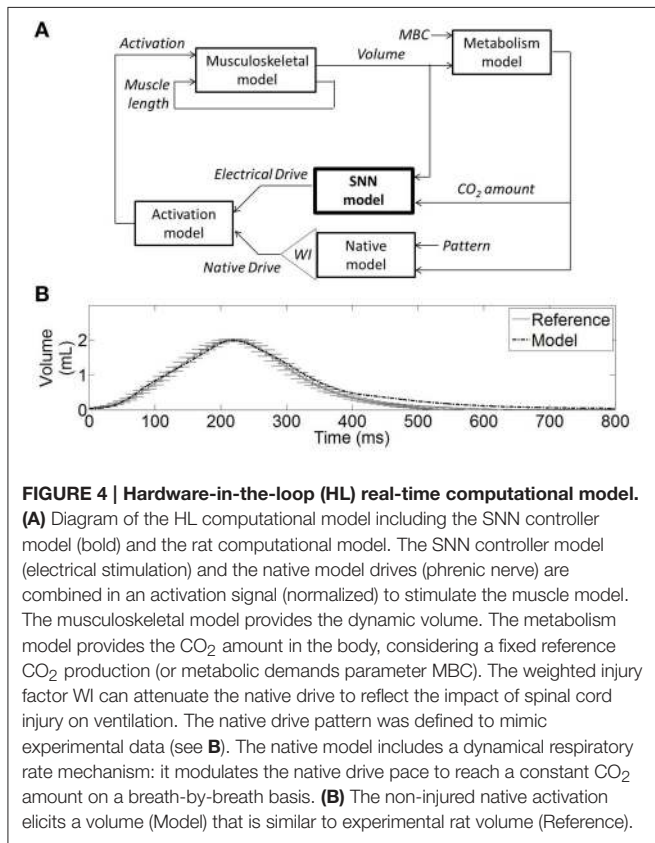 A
Activation
MBC
Musculoskeletal
model
Volume
Metabolism
model
Muscle
length
Electrical Drive
SNN
model
CO2 amount
Activation
model
WI
Native
model
Pattern
Native Drive
B
Volume
(mL)
2
1
0
Reference
Model
0 100 200 300 400 500 600 700 800
Time (ms)
FIGURE 4 | Hardware-in-the-loop (HL) real-time computational model.
(A) Diagram of the HL computational model including the SNN controller
model (bold) and the rat computational model. The SNN controller model
(electrical stimulation) and the native model drives (phrenic nerve) are
combined in an activation signal (normalized) to stimulate the muscle model.
The musculoskeletal model provides the dynamic volume. The metabolism
model provides the CO2 amount in the body, considering a fixed reference
CO2 production (or metabolic demands parameter MBC). The weighted injury
factor WI can attenuate the native drive to reflect the impact of spinal cord
injury on ventilation. The native drive pattern was defined to mimic
experimental data (see B). The native model includes a dynamical respiratory
rate mechanism: it modulates the native drive pace to reach a constant CO2
amount on a breath-by-breath basis. (B) The non-injured native activation
elicits a volume (Model) that is similar to experimental rat volume (Reference).